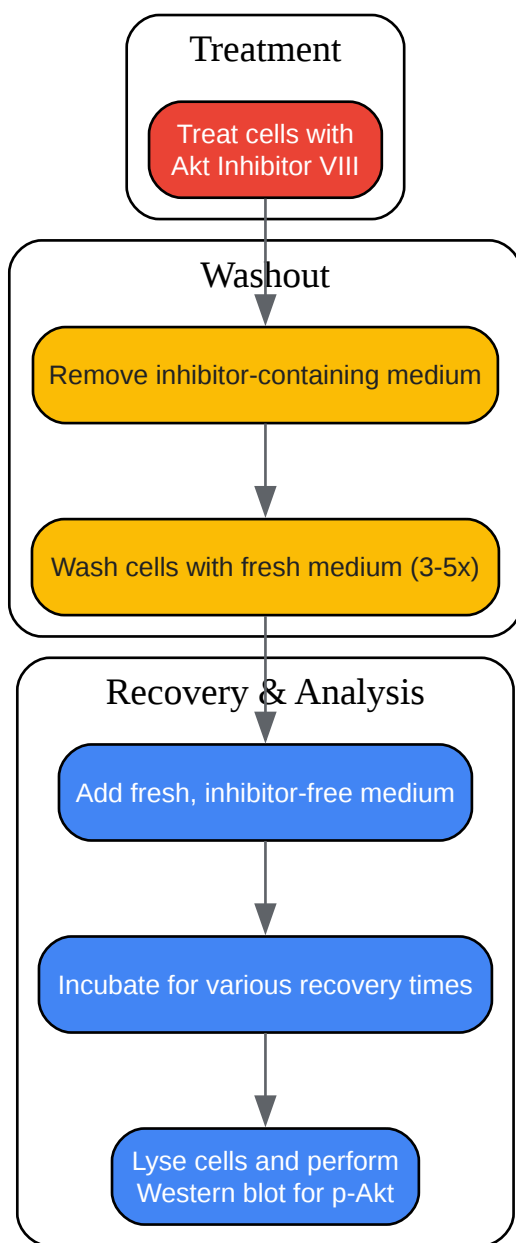 Treatment
Treat cells with
Akt Inhibitor VIII
Washout
Remove inhibitor-containing medium
Wash cells with fresh medium (3-5x)
Recovery & Analysis
Add fresh, inhibitor-free medium
Incubate for various recovery times
Lyse cells and perform
Western blot for p-Akt